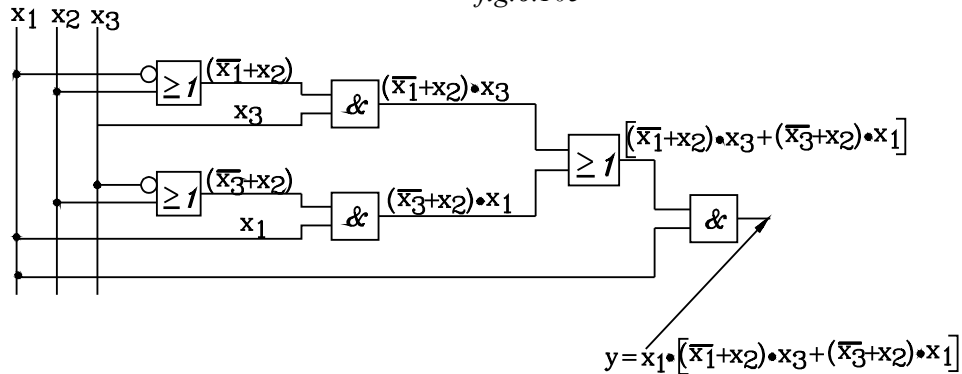 x1 x2 x3
≥1
(x̅1+x2)
x3
&
(x̅1+x2)•x3
≥1
(x̅3+x2)
x1
&
(x̅3+x2)•x1
≥1
[(x̅1+x2)•x3+(x̅3+x2)•x1]
&
y=x1•[(x̅1+x2)•x3+(x̅3+x2)•x1]